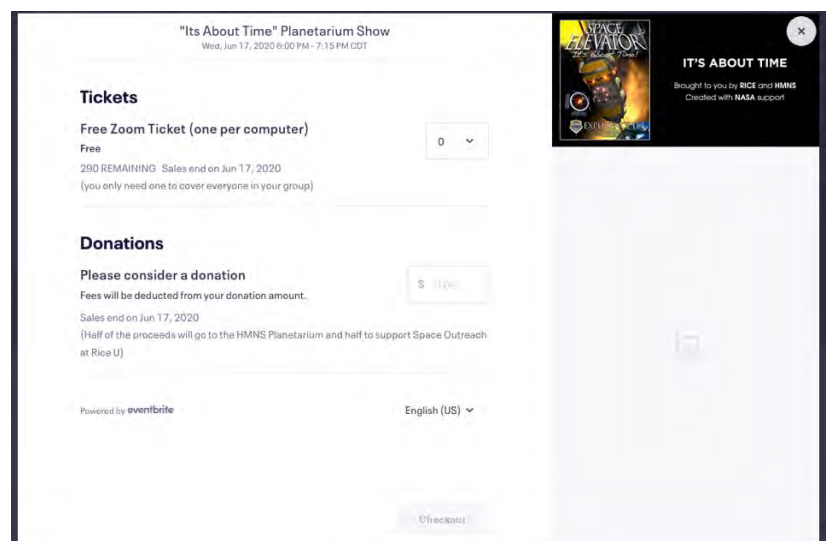 "Its About Time" Planetarium Show
Wed, Jun 17, 2020 6:00 PM - 7:15 PM CDT
Tickets
Free Zoom Ticket (one per computer)
Free
0
290 REMAINING Sales end on Jun 17, 2020
(you only need one to cover everyone in your group)
Donations
Please consider a donation
$ 0.00
Fees will be deducted from your donation amount.
Sales end on Jun 17, 2020
(Half of the proceeds will go to the HMNS Planetarium and half to support Space Outreach
at Rice U)
Powered by eventbrite
English (US)
Checkout
SPACE
ELEVATOR
It's About Time!
IT'S ABOUT TIME
Brought to you by RICE and HMNS
Created with NASA support